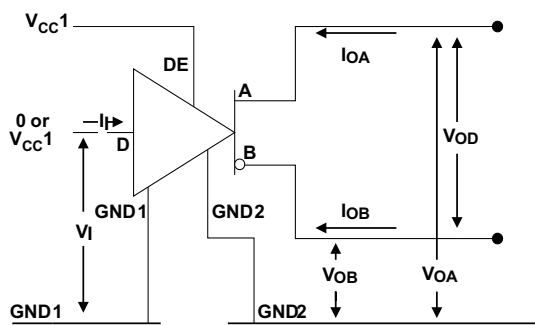 VCC1
DE
IOA
A
0 or
VCC1
II
D
B
VOD
GND1
GND2
IOB
VI
VOB
VOA
GND1
GND2